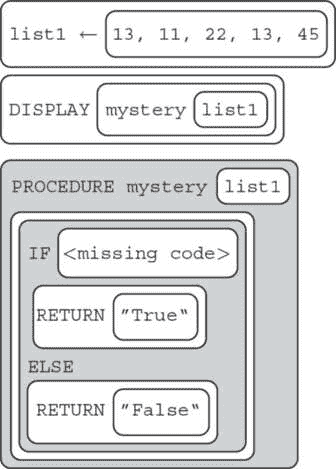 list1 ← 13, 11, 22, 13, 45
DISPLAY mystery list1
PROCEDURE mystery list1
IF <missing code>
RETURN ”True“
ELSE
RETURN ”False“